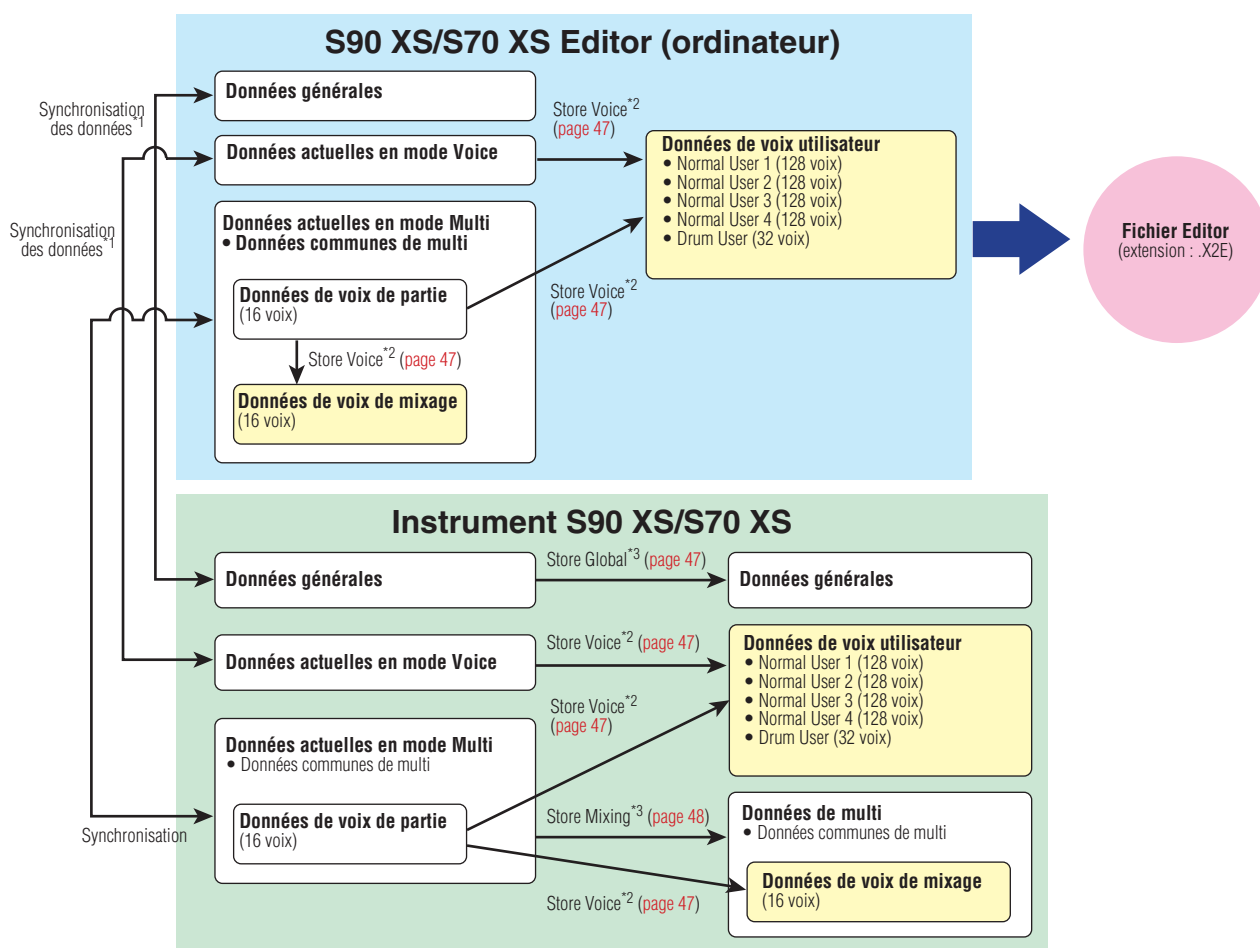 S90 XS/S70 XS Editor (ordinateur)
Données générales
Synchronisation
des données*1
Store Voice*2
(page 47)
Données actuelles en mode Voice
Données de voix utilisateur
• Normal User 1 (128 voix)
• Normal User 2 (128 voix)
• Normal User 3 (128 voix)
• Normal User 4 (128 voix)
• Drum User (32 voix)
Synchronisation
des données*1
Données actuelles en mode Multi
• Données communes de multi
Fichier Editor
(extension : .X2E)
Données de voix de partie
(16 voix)
Store Voice*2
(page 47)
Store Voice*2 (page 47)
Données de voix de mixage
(16 voix)
Instrument S90 XS/S70 XS
Données générales
Store Global*3 (page 47)
Données générales
Données actuelles en mode Voice
Store Voice*2 (page 47)
Données de voix utilisateur
• Normal User 1 (128 voix)
• Normal User 2 (128 voix)
• Normal User 3 (128 voix)
• Normal User 4 (128 voix)
• Drum User (32 voix)
Store Voice*2
(page 47)
Données actuelles en mode Multi
• Données communes de multi
Données de voix de partie
(16 voix)
Synchronisation
Store Mixing*3 (page 48)
Données de multi
• Données communes de multi
Données de voix de mixage
(16 voix)
Store Voice*2 (page 47)